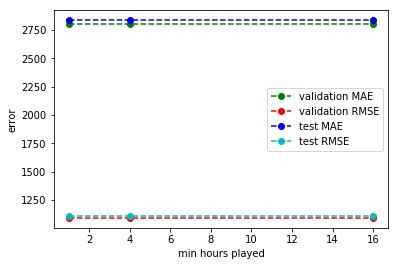 2750
2500
2250
2000
1750
1500
1250
error
validation MAE
validation RMSE
test MAE
test RMSE
2 4 6 8 10 12 14 16
min hours played